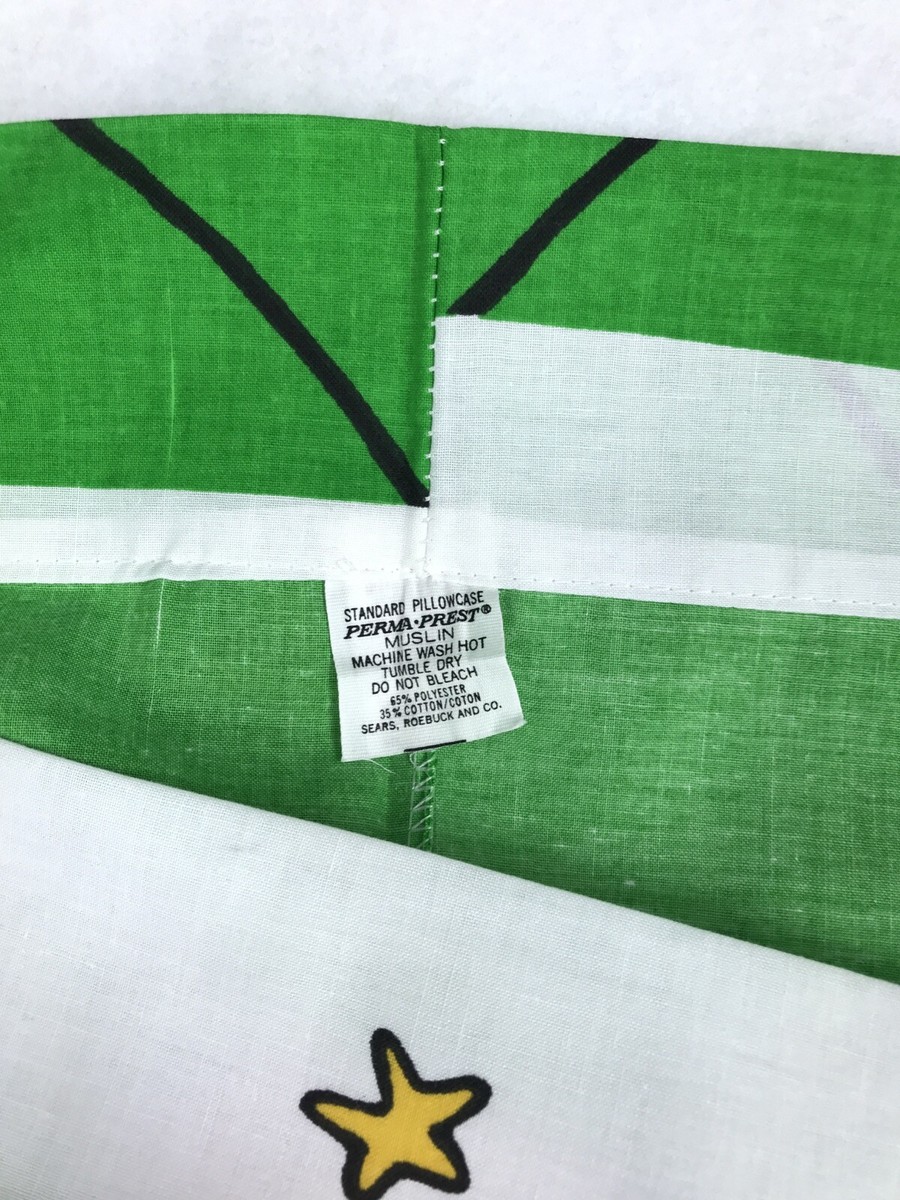 STANDARD PILLOWCASE
PERMA·PREST®
MUSLIN
MACHINE WASH HOT
TUMBLE DRY
DO NOT BLEACH
65% POLYESTER
35% COTTON/COTON
SEARS, ROEBUCK AND CO.